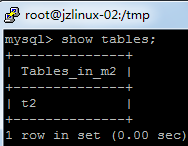 root@jzlinux-02:/tmp
mysql> show tables;
+--------------+
| Tables_in_m2 |
+--------------+
| t2           |
+--------------+
1 row in set (0.00 sec)